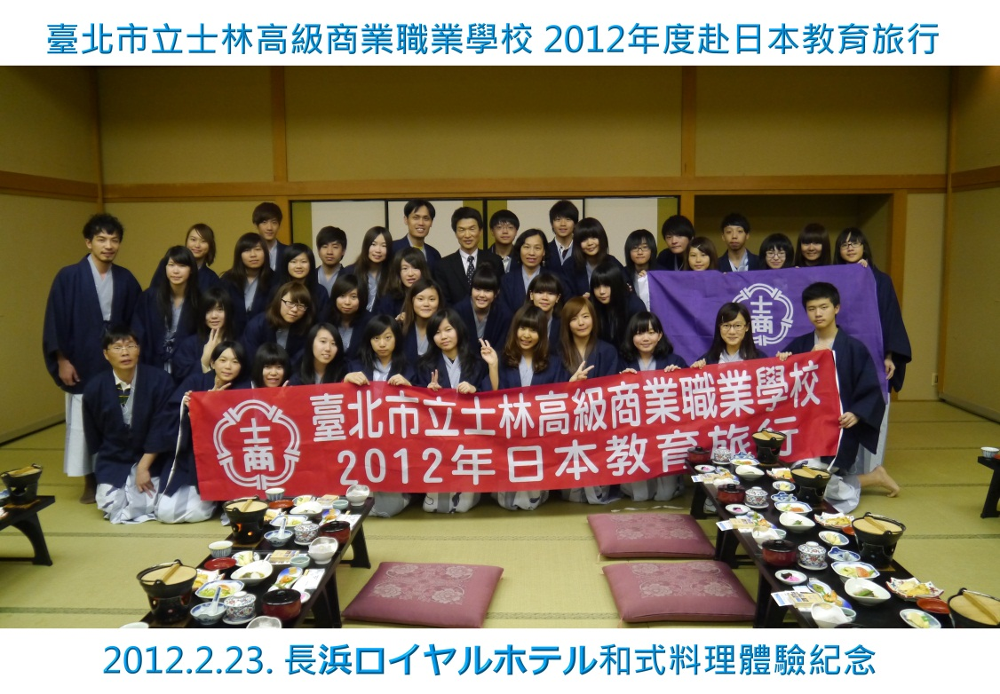 臺北市立士林高級商業職業學校 2012年度赴日本教育旅行
士商
士商
臺北市立士林高級商業職業學校
2012年日本教育旅行
2012.2.23. 長浜ロイヤルホテル和式料理體驗紀念